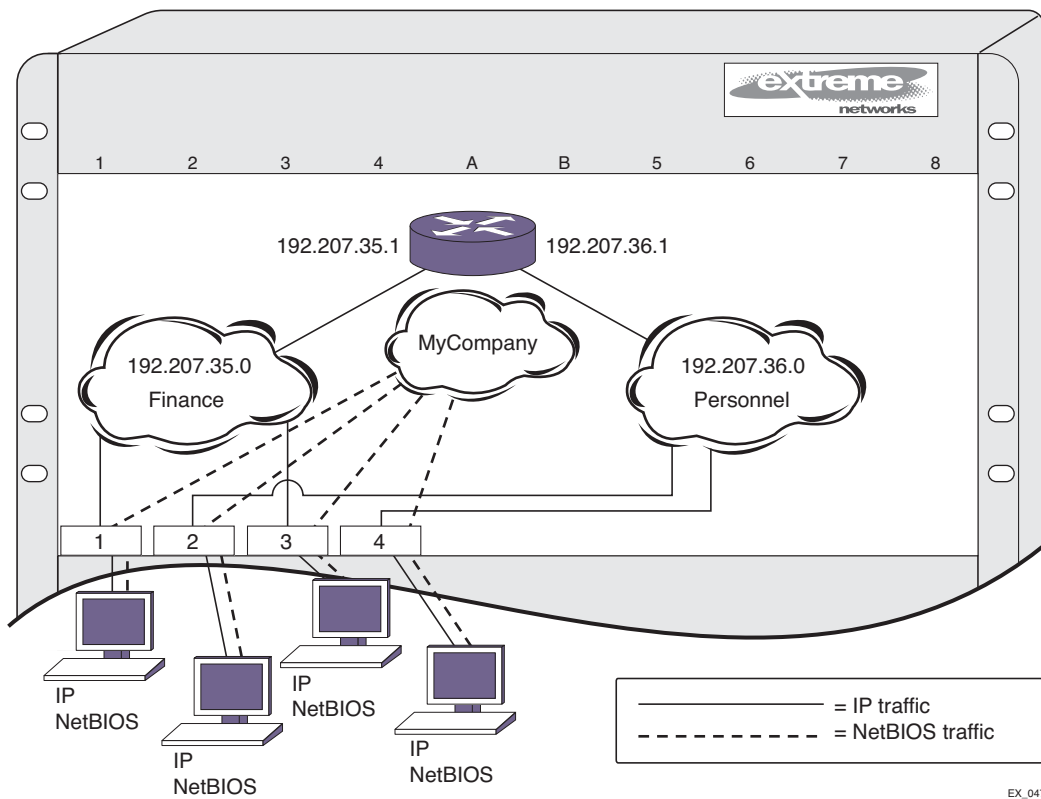 extreme
networks
1 2 3 4 A B 5 6 7 8
192.207.35.1 192.207.36.1
MyCompany
192.207.35.0
Finance
192.207.36.0
Personnel
1 2 3 4
IP
NetBIOS
IP
NetBIOS
IP
NetBIOS
IP
NetBIOS
= IP traffic
= NetBIOS traffic